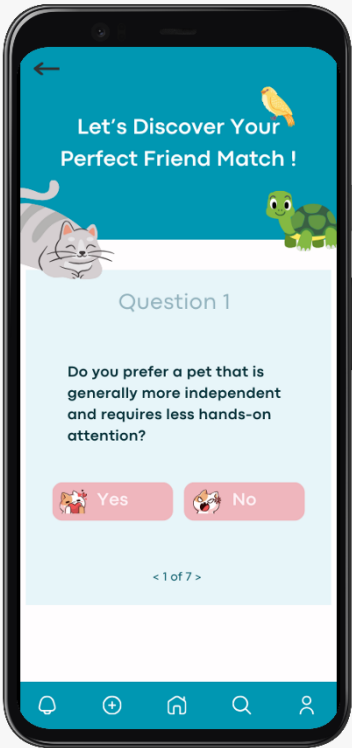 Let's Discover Your
Perfect Friend Match !
Question 1
Do you prefer a pet that is
generally more independent
and requires less hands-on
attention?
Yes
No
< 1 of 7 >